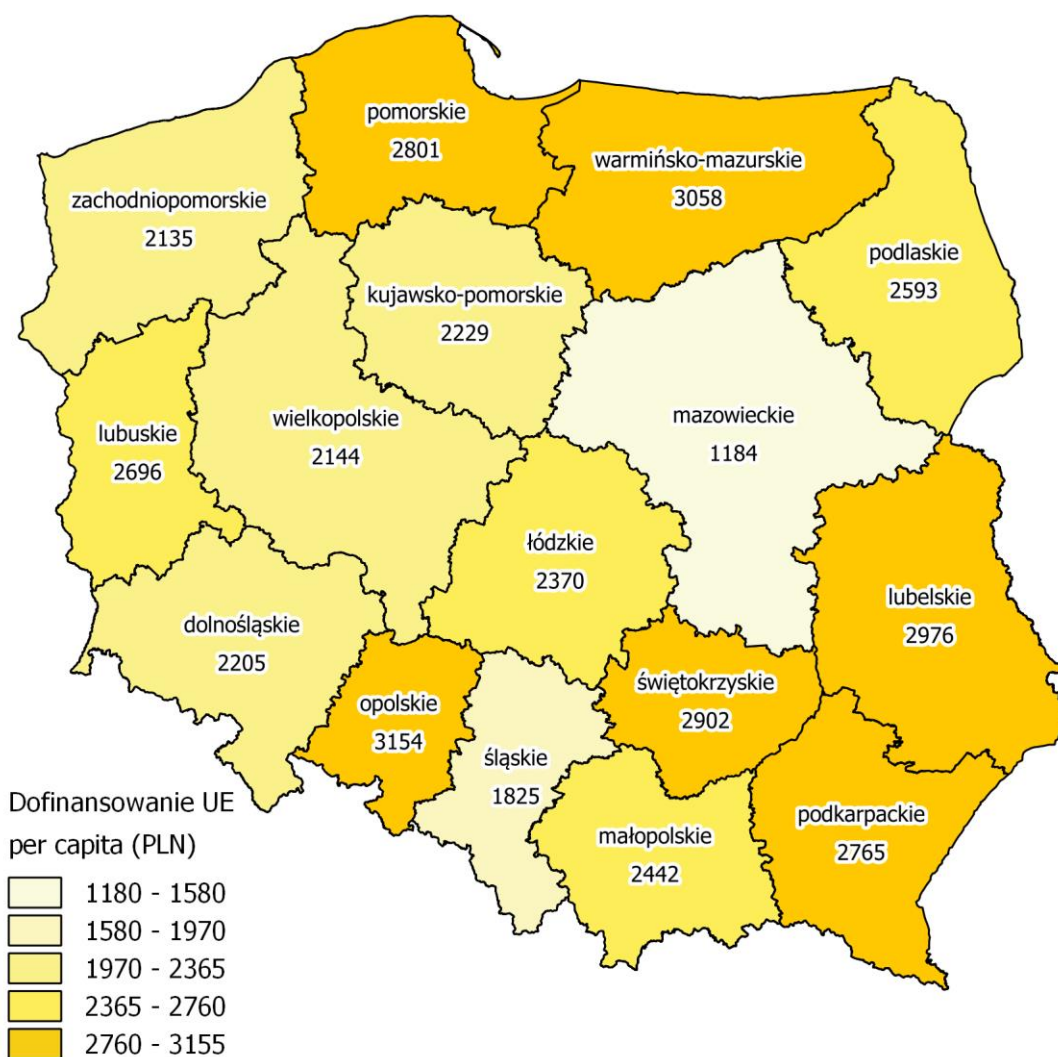 pomorskie
2801
warmińsko-mazurskie
3058
zachodniopomorskie
2135
podlaskie
2593
kujawsko-pomorskie
2229
lubuskie
2696
wielkopolskie
2144
mazowieckie
1184
łódzkie
2370
lubelskie
2976
dolnośląskie
2205
opolskie
3154
świętokrzyskie
2902
śląskie
1825
małopolskie
2442
podkarpackie
2765
Dofinansowanie UE
per capita (PLN)
1180 - 1580
1580 - 1970
1970 - 2365
2365 - 2760
2760 - 3155